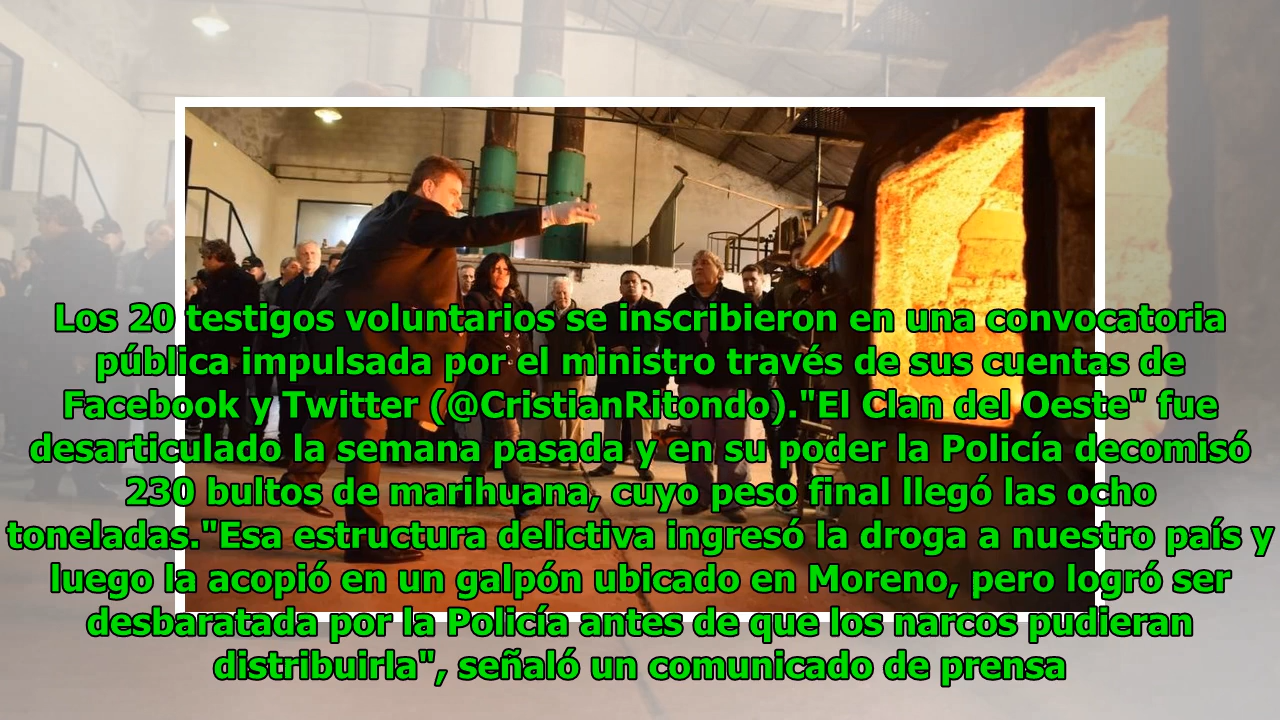 Los 20 testigos voluntarios se inscribieron en una convocatoria
pública impulsada por el ministro través de sus cuentas de
Facebook y Twitter (@CristianRitondo)."El Clan del Oeste" fue
desarticulado la semana pasada y en su poder la Policía decomisó
230 bultos de marihuana, cuyo peso final llegó las ocho
toneladas."Esa estructura delictiva ingresó la droga a nuestro país y
luego la acopió en un galpón ubicado en Moreno, pero logró ser
desbaratada por la Policía antes de que los narcos pudieran
distribuirla", señaló un comunicado de prensa